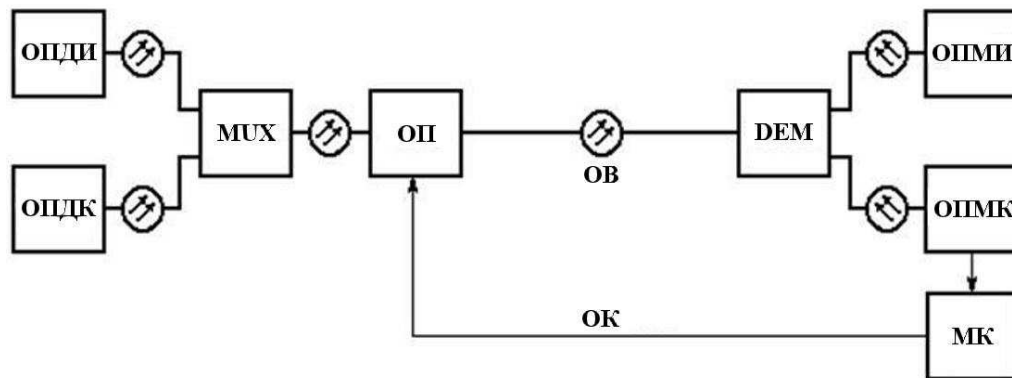 ОПДИ
ОПМИ
MUX
ОП
DEM
ОВ
ОПДК
ОПМК
ОК
МК